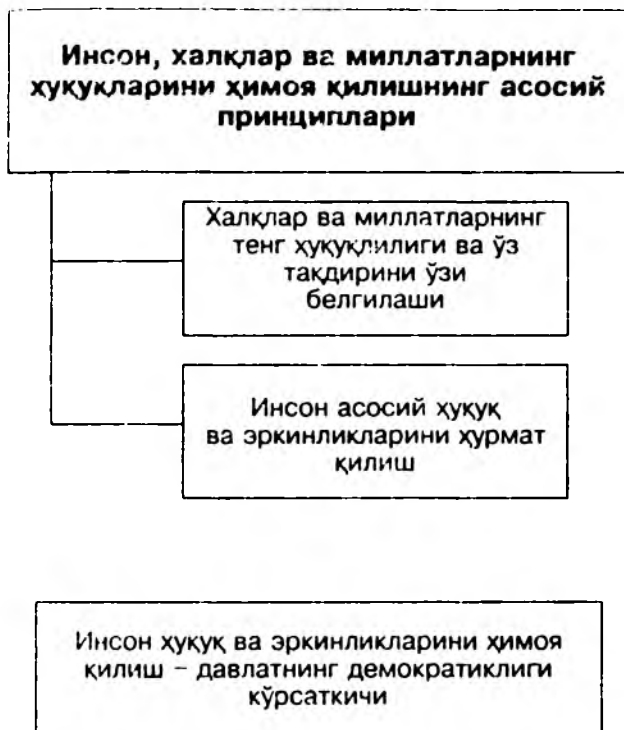 Инсон, халқлар ва миллатларнинг
ҳуқуқларини ҳимоя қилишнинг асосий
принциплари
Халқлар ва миллатларнинг
тенг ҳуқуқлилиги ва ўз
тақдирини ўзи
белгилаши
Инсон асосий ҳуқуқ
ва эркинликларини ҳурмат
қилиш
Инсон ҳуқуқ ва эркинликларини ҳимоя
қилиш – давлатнинг демократиклиги
кўрсаткичи